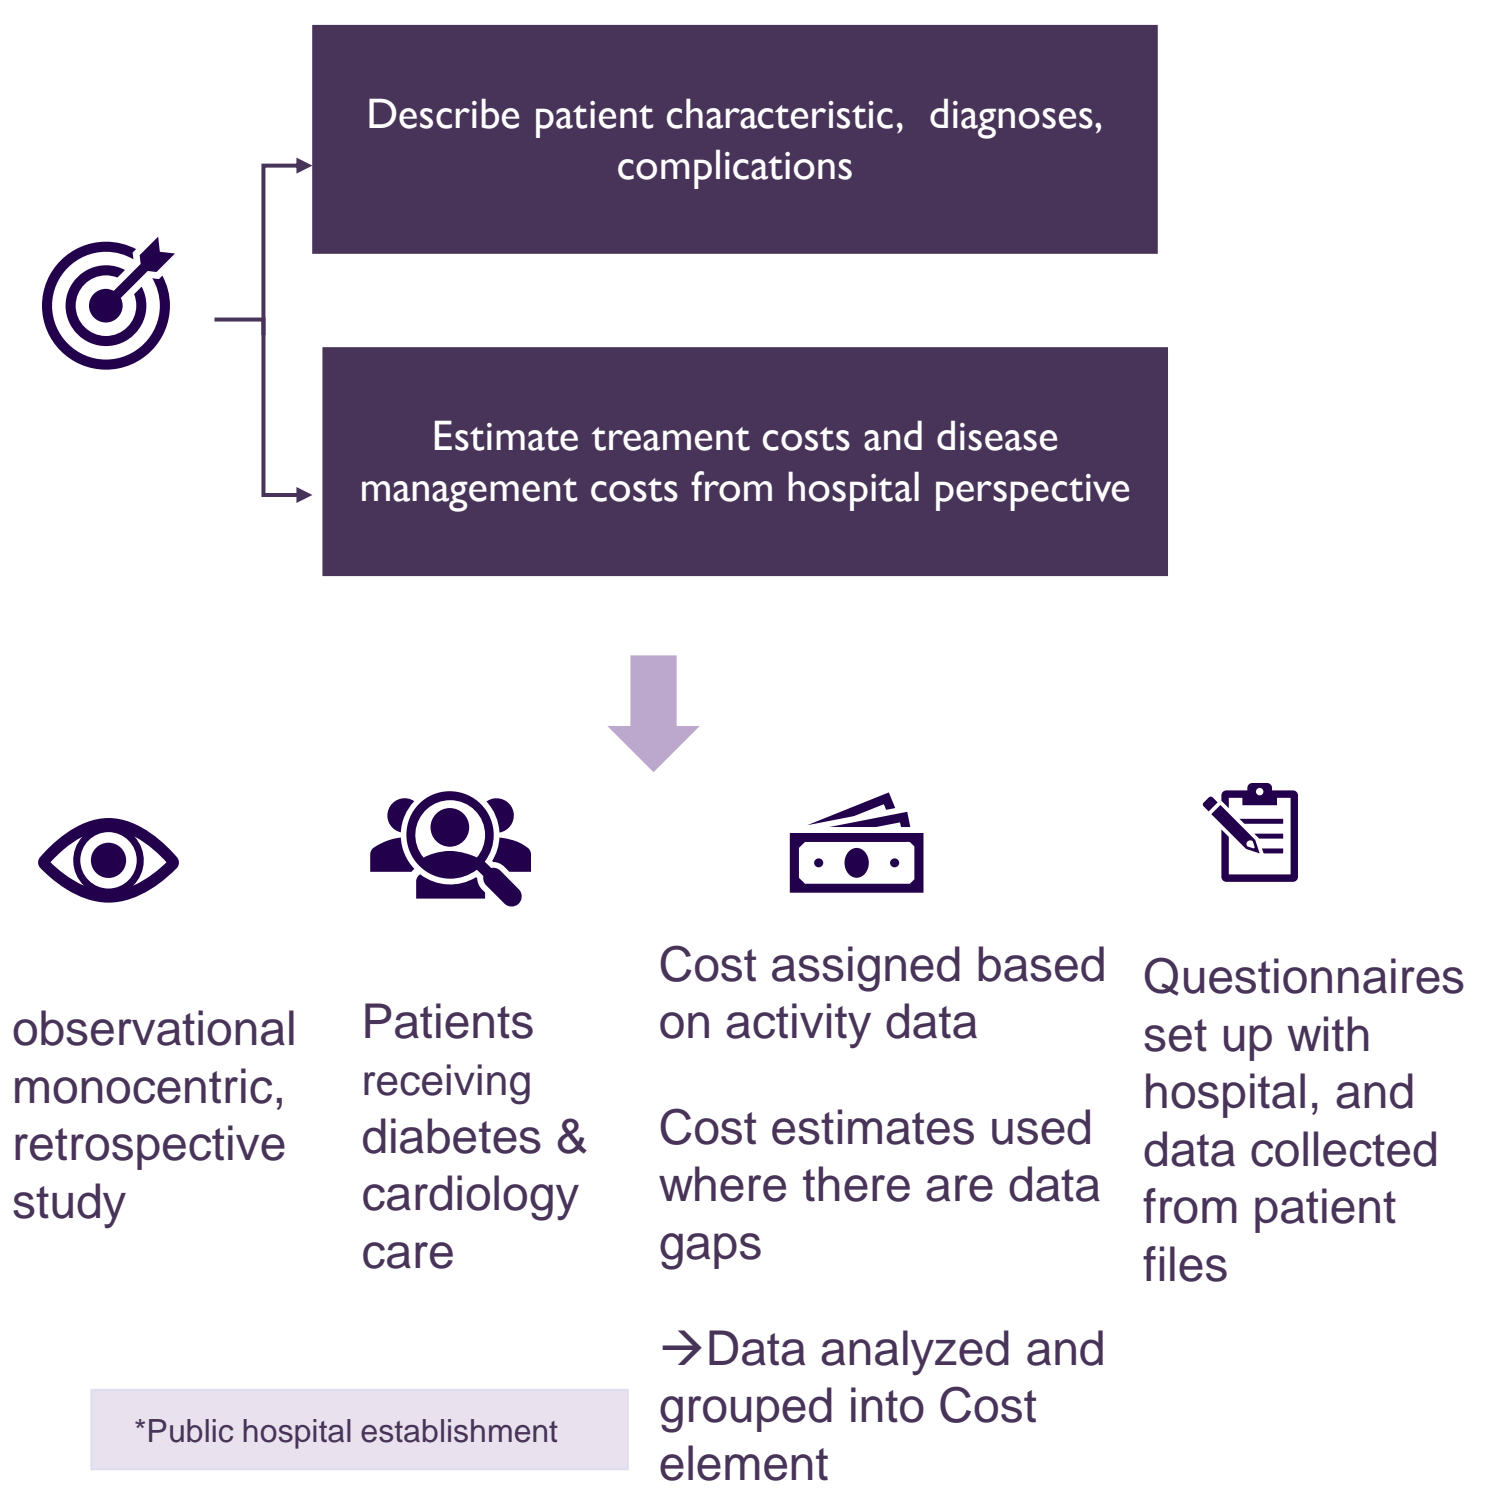 Describe patient characteristic, diagnoses,
complications
Estimate treament costs and disease
management costs from hospital perspective
observational
monocentric,
retrospective
study
Patients
receiving
diabetes &
cardiology
care
Cost assigned based
on activity data
Cost estimates used
where there are data
gaps
→Data analyzed and
grouped into Cost
element
Questionnaires
set up with
hospital, and
data collected
from patient
files
*Public hospital establishment